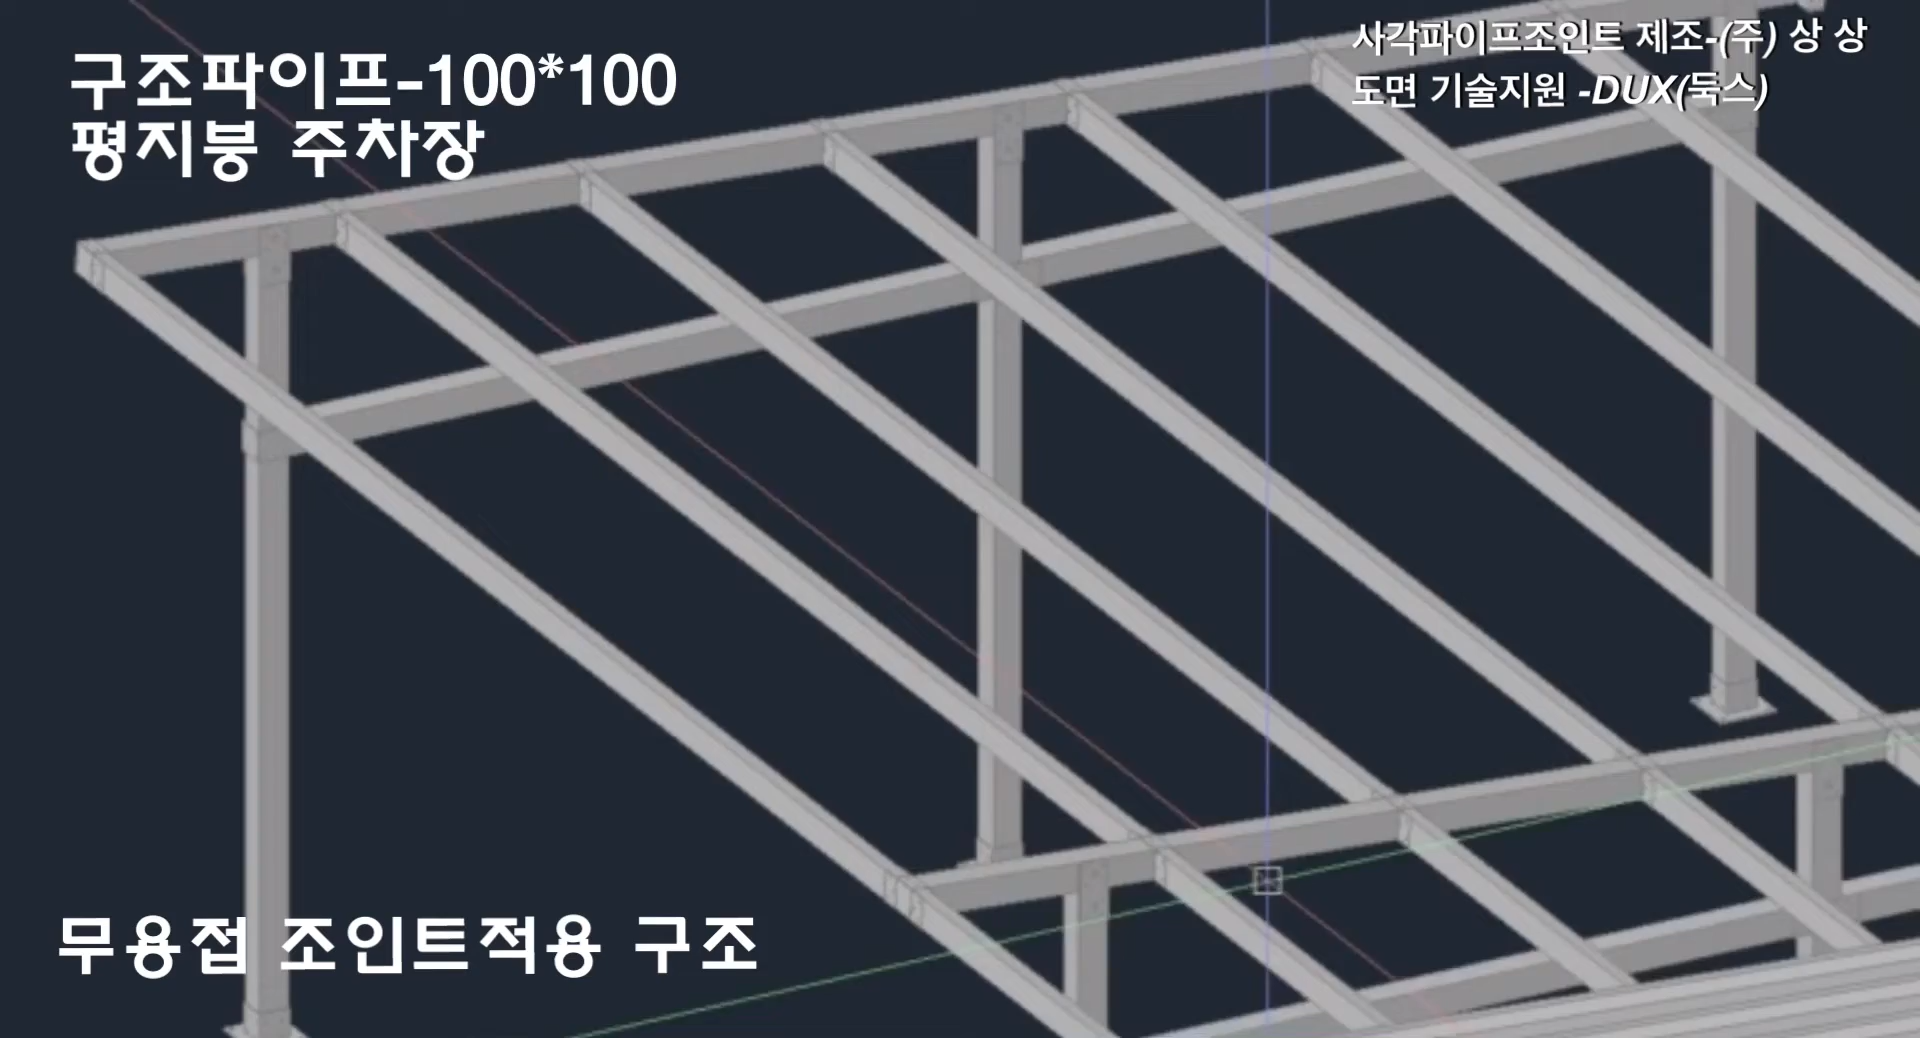 구조파이프-100*100
평지붕 주차장
사각파이프조인트 제조-(주) 상 상
도면 기술지원 -DUX(둑스)
무용접 조인트적용 구조